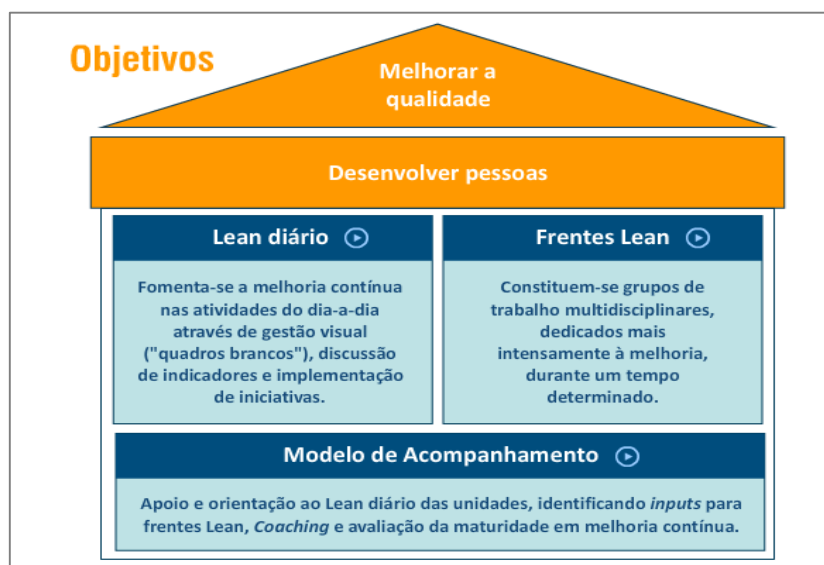 Objetivos
Melhorar a
qualidade
Desenvolver pessoas
Lean diário
Fomenta-se a melhoria contínua
nas atividades do dia-a-dia
através de gestão visual
("quadros brancos"), discussão
de indicadores e implementação
de iniciativas.
Frentes Lean
Constituem-se grupos de
trabalho multidisciplinares,
dedicados mais
intensamente à melhoria,
durante um tempo
determinado.
Modelo de Acompanhamento
Apoio e orientação ao Lean diário das unidades, identificando inputs para
frentes Lean, Coaching e avaliação da maturidade em melhoria contínua.